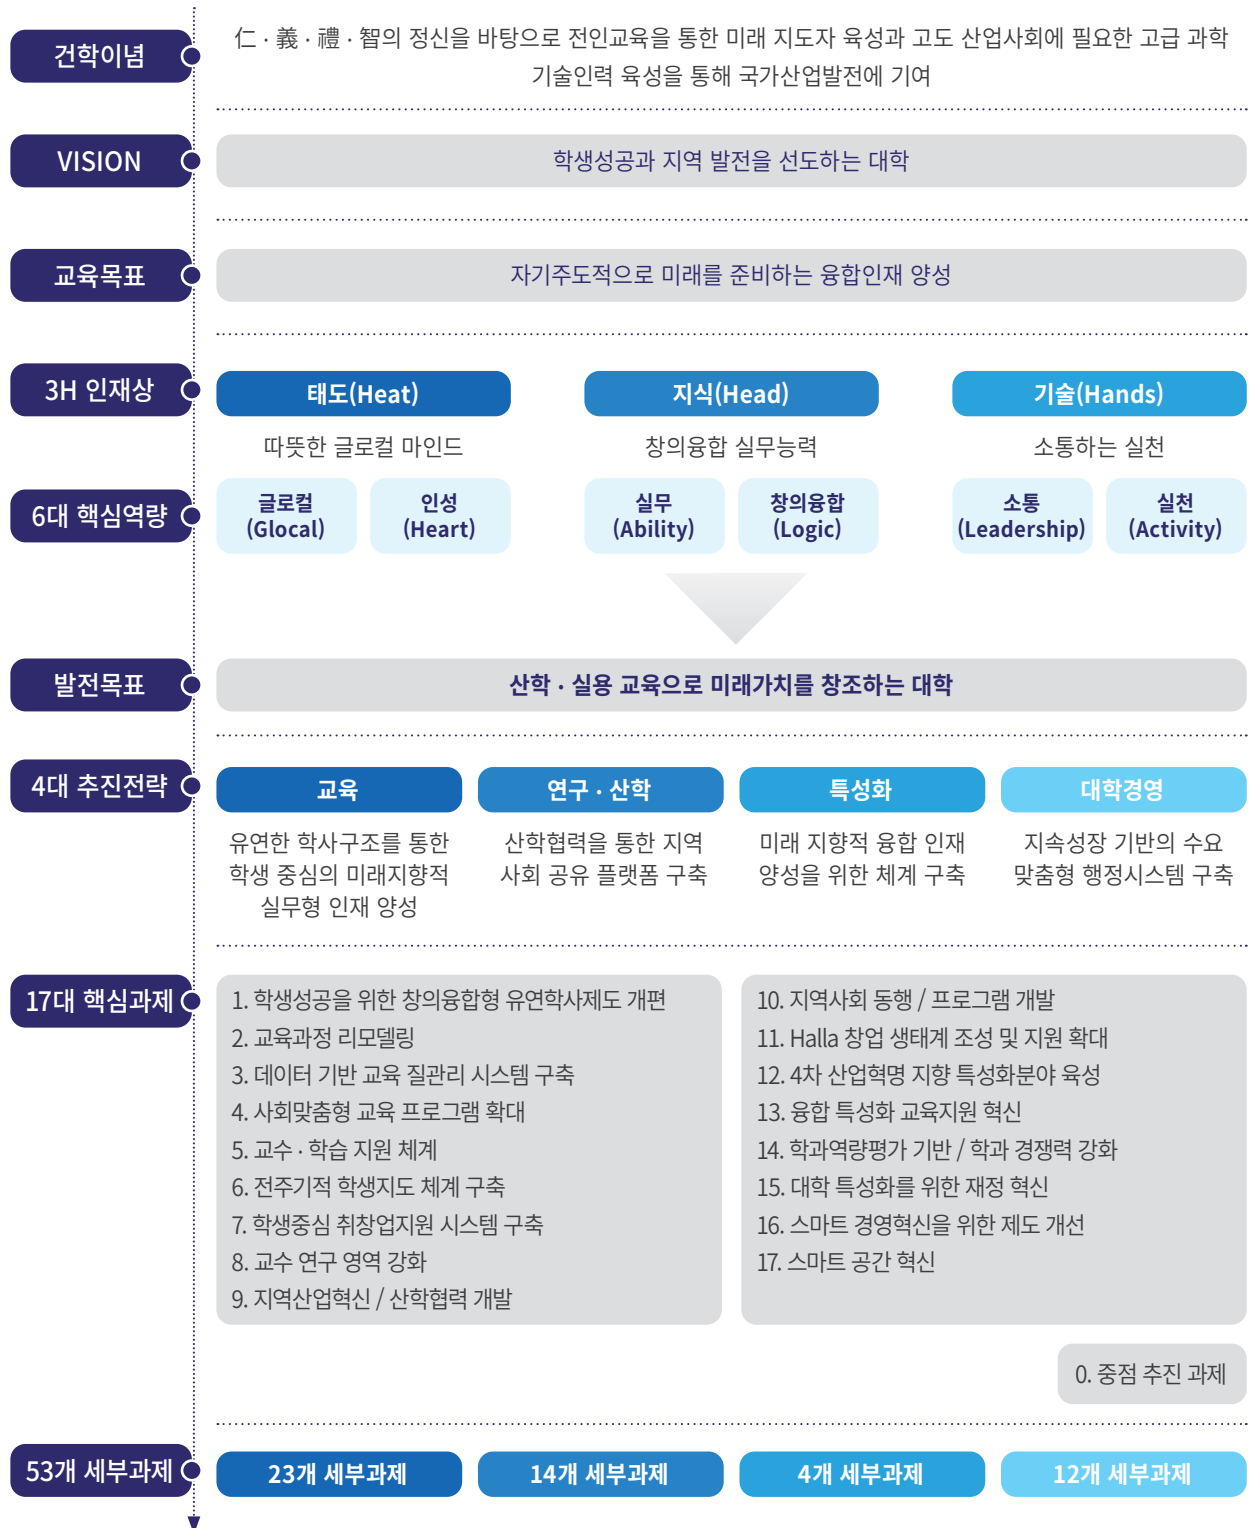 건학이념
仁 · 義 · 禮 · 智의 정신을 바탕으로 전인교육을 통한 미래 지도자 육성과 고도 산업사회에 필요한 고급 과학
기술인력 육성을 통해 국가산업발전에 기여
VISION
학생성공과 지역 발전을 선도하는 대학
교육목표
자기주도적으로 미래를 준비하는 융합인재 양성
3H 인재상
태도(Heat)
지식(Head)
기술(Hands)
따뜻한 글로컬 마인드
창의융합 실무능력
소통하는 실천
6대 핵심역량
글로컬
(Glocal)
인성
(Heart)
실무
(Ability)
창의융합
(Logic)
소통
(Leadership)
실천
(Activity)
발전목표
산학 · 실용 교육으로 미래가치를 창조하는 대학
4대 추진전략
교육
유연한 학사구조를 통한
학생 중심의 미래지향적
실무형 인재 양성
연구 · 산학
산학협력을 통한 지역
사회 공유 플랫폼 구축
특성화
미래 지향적 융합 인재
양성을 위한 체계 구축
대학경영
지속성장 기반의 수요
맞춤형 행정시스템 구축
17대 핵심과제
1. 학생성공을 위한 창의융합형 유연학사제도 개편
2. 교육과정 리모델링
3. 데이터 기반 교육 질관리 시스템 구축
4. 사회맞춤형 교육 프로그램 확대
5. 교수 · 학습 지원 체계
6. 전주기적 학생지도 체계 구축
7. 학생중심 취창업지원 시스템 구축
8. 교수 연구 영역 강화
9. 지역산업혁신 / 산학협력 개발
10. 지역사회 동행 / 프로그램 개발
11. Halla 창업 생태계 조성 및 지원 확대
12. 4차 산업혁명 지향 특성화분야 육성
13. 융합 특성화 교육지원 혁신
14. 학과역량평가 기반 / 학과 경쟁력 강화
15. 대학 특성화를 위한 재정 혁신
16. 스마트 경영혁신을 위한 제도 개선
17. 스마트 공간 혁신
0. 중점 추진 과제
53개 세부과제
23개 세부과제
14개 세부과제
4개 세부과제
12개 세부과제